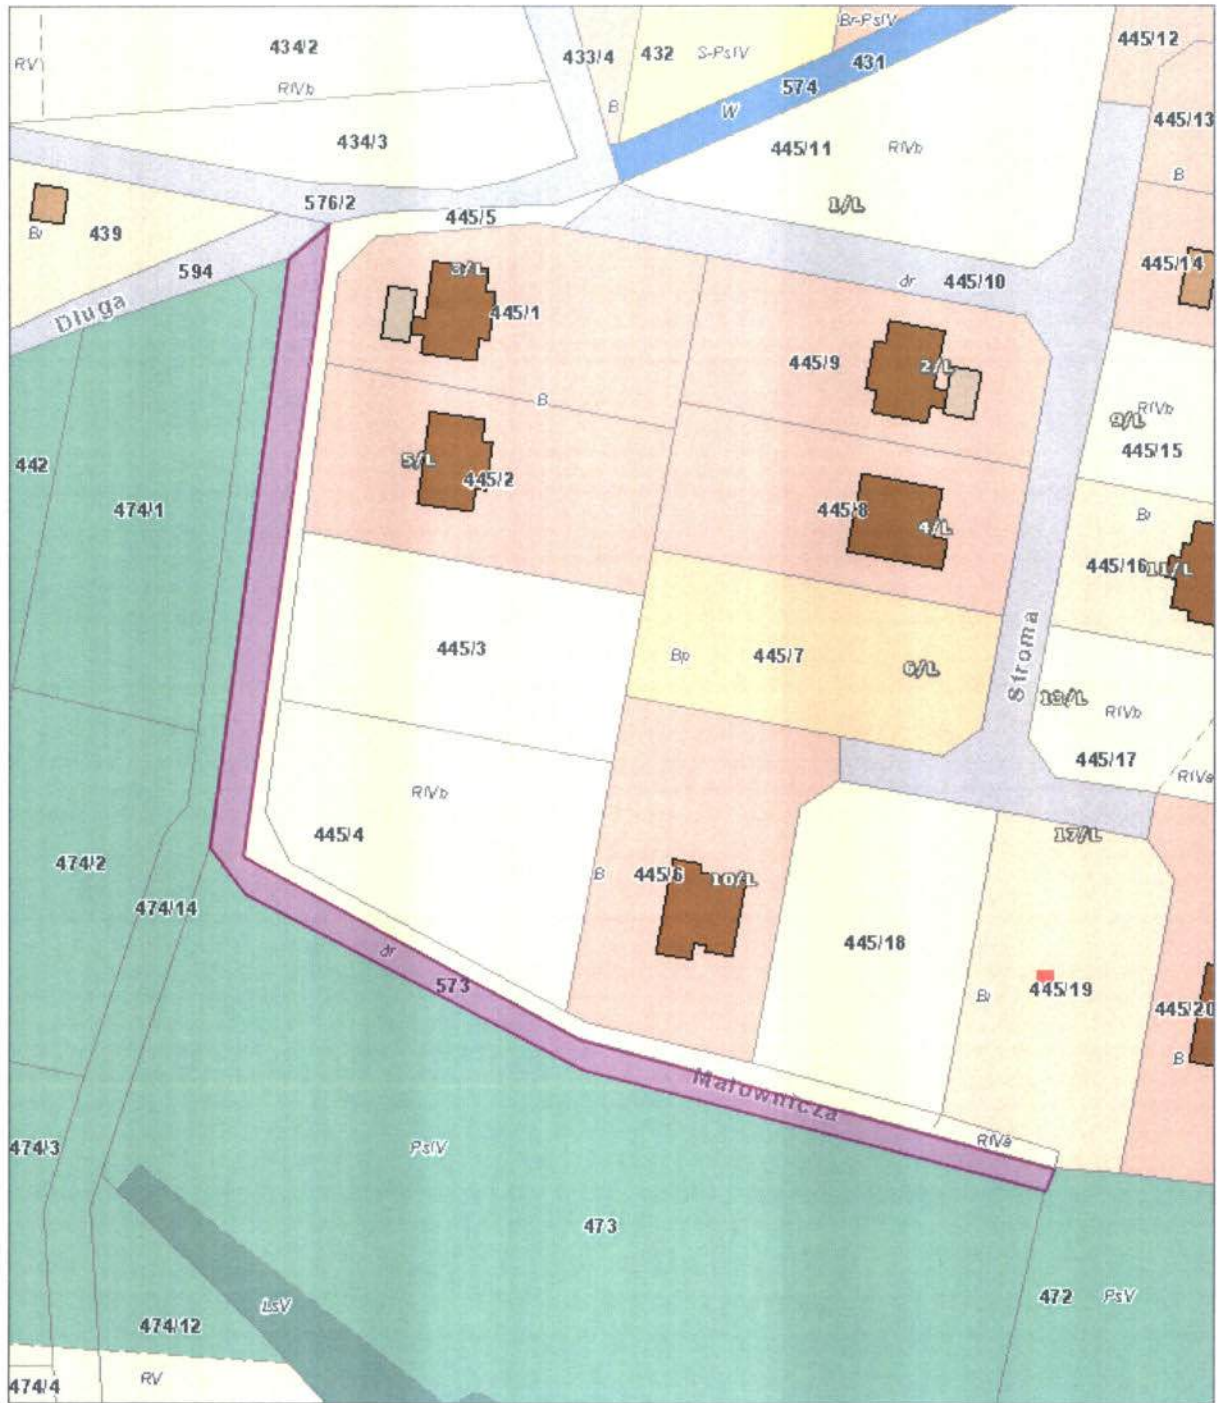 434/2
433/4
432
S-PsIV
Br-PsIV
445/12
RV
431
574
RIVb
B
W
445/13
434/3
445/11
RIVb
B
576/2
445/5
1/L
439
Br
594
dr
445/10
445/14
3/L
445/1
Długa
445/9
2/L
B
RIVb
9/L
445/15
442
5/L
445/2
474/1
445/8
4/L
Br
445/16
11/L
445/3
Bp
445/7
6/L
Stroma
13/L
RIVb
445/17
RIVa
RIVb
445/4
17/L
474/2
B
445/6
10/L
474/14
445/18
dr
573
Br
445/19
445/20
B
Malownicza
RIVa
474/3
PsIV
473
LsV
474/12
472
PsV
474/4
RV